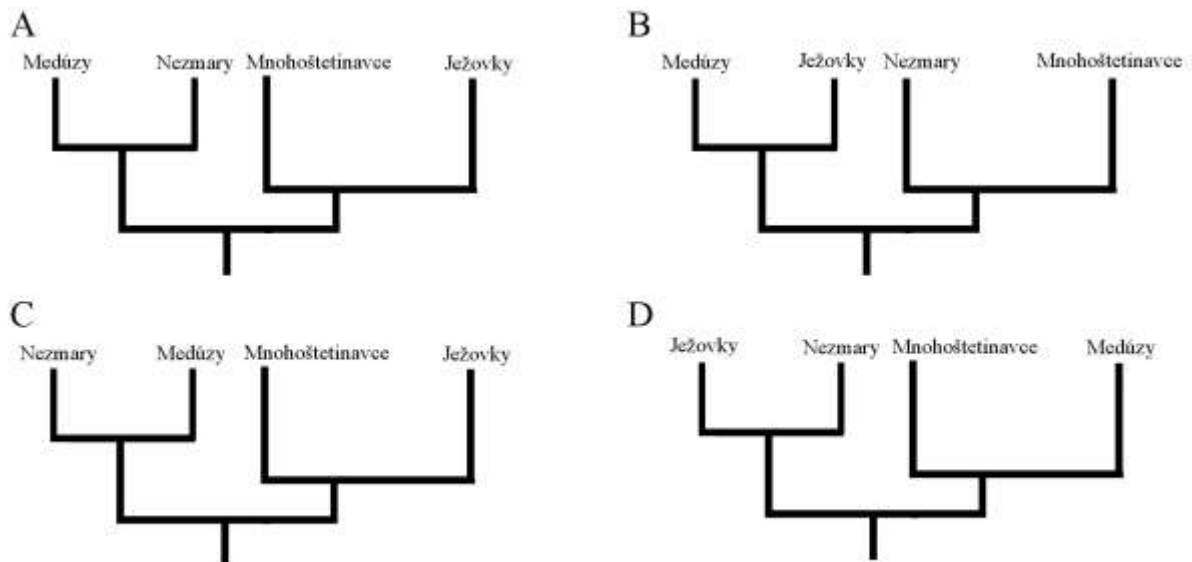 A
Medúzy Nezmary Mnohoštetinavce Ježovky
B
Medúzy Ježovky Nezmary Mnohoštetinavce
C
Nezmary Medúzy Mnohoštetinavce Ježovky
D
Ježovky Nezmary Mnohoštetinavce Medúzy